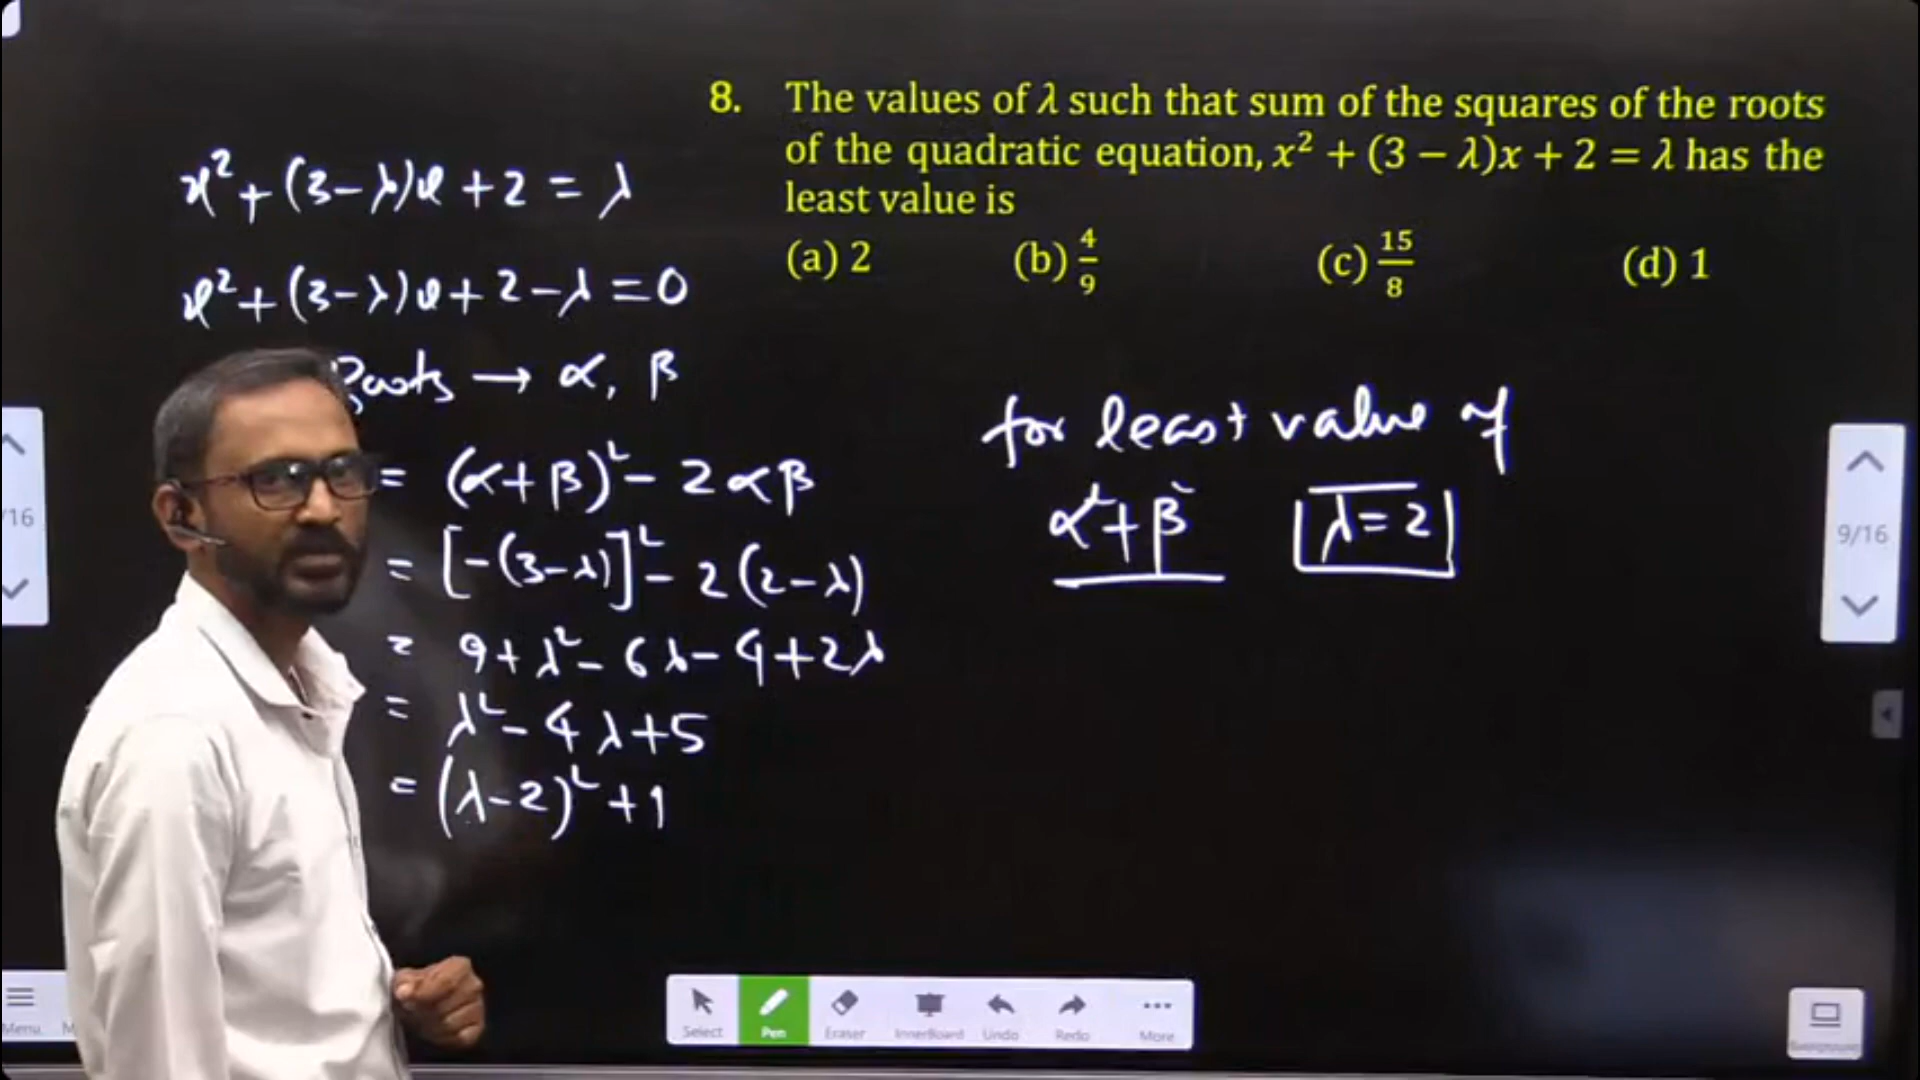 8. The values of λ such that sum of the squares of the roots
of the quadratic equation, x² + (3 − λ)x + 2 = λ has the
least value is
(a) 2 (b) 4/9 (c) 15/8 (d) 1
x² + (3−λ)x + 2 = λ
x² + (3−λ)x + 2 − λ = 0
Roots → α, β
= (α+β)² − 2αβ
= [−(3−λ)]² − 2(2−λ)
= 9 + λ² − 6λ − 4 + 2λ
= λ² − 4λ + 5
= (λ−2)² + 1
for least value of
α² + β² λ = 2
/16
9/16
Menu
Select Pen Eraser InnerBoard Undo Redo More